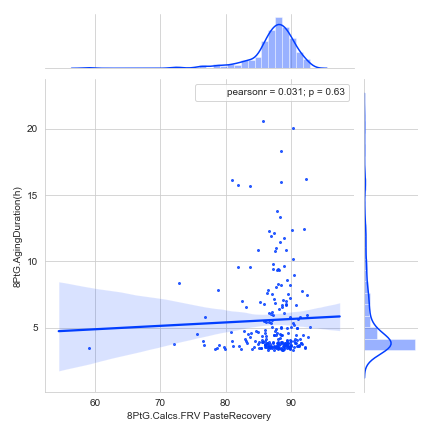 pearsonr = 0.031; p = 0.63
20
15
10
5
8PtG.AgingDuration(h)
60
70
80
90
8PtG.Calcs.FRV PasteRecovery